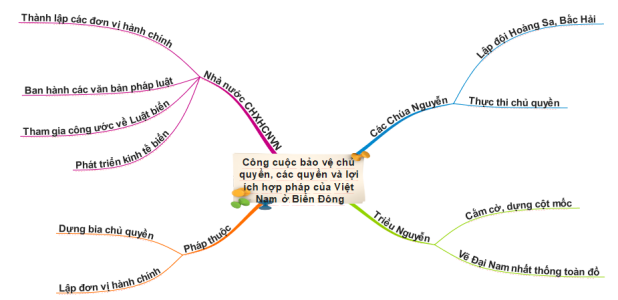 Công cuộc bảo vệ chủ
quyền, các quyền và lợi
ích hợp pháp của Việt
Nam ở Biển Đông
Nhà nước CHXHCNVN
Thành lập các đơn vị hành chính
Ban hành các văn bản pháp luật
Tham gia công ước về Luật biển
Phát triển kinh tế biển
Các Chúa Nguyễn
Lập đội Hoàng Sa, Bắc Hải
Thực thi chủ quyền
Triều Nguyễn
Cắm cờ, dựng cột mốc
Vẽ Đại Nam nhất thống toàn đồ
Pháp thuộc
Dựng bia chủ quyền
Lập đơn vị hành chính